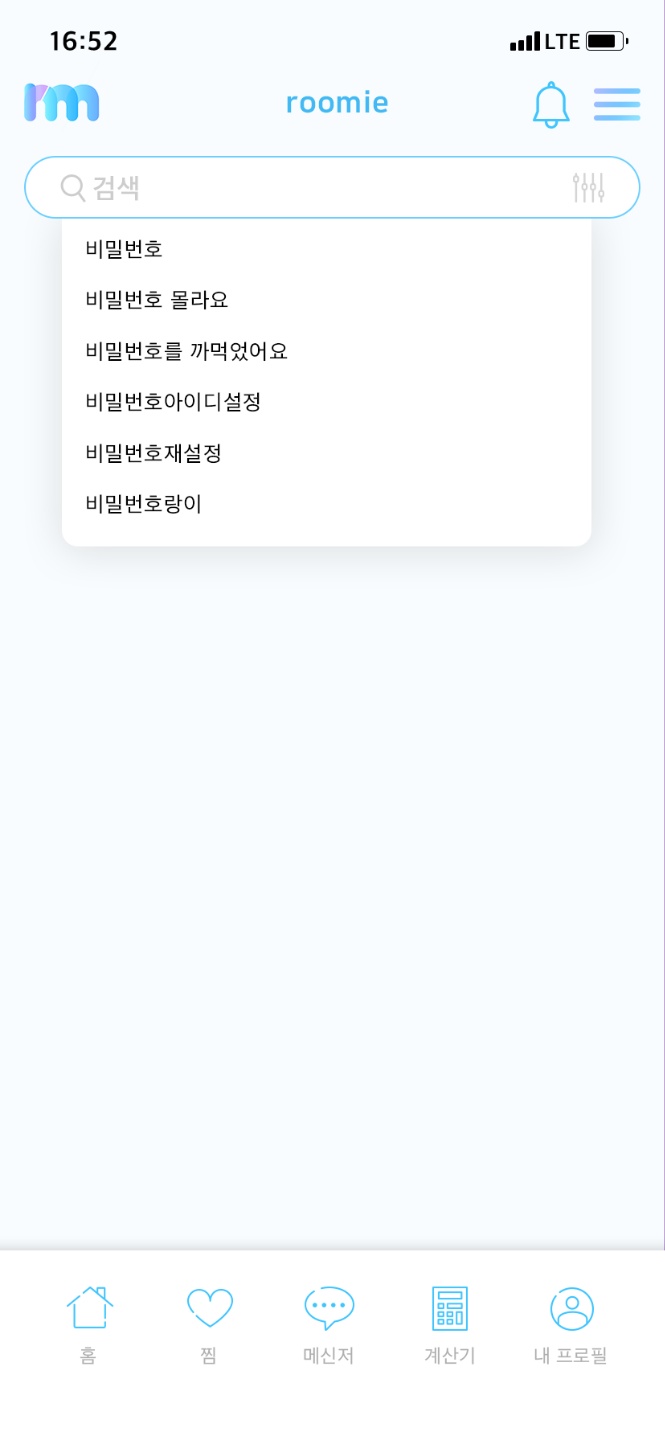 16:52
LTE
rm
roomie
검색
비밀번호
비밀번호 몰라요
비밀번호를 까먹었어요
비밀번호아이디설정
비밀번호재설정
비밀번호랑이
홈 찜 메신저 계산기 내 프로필